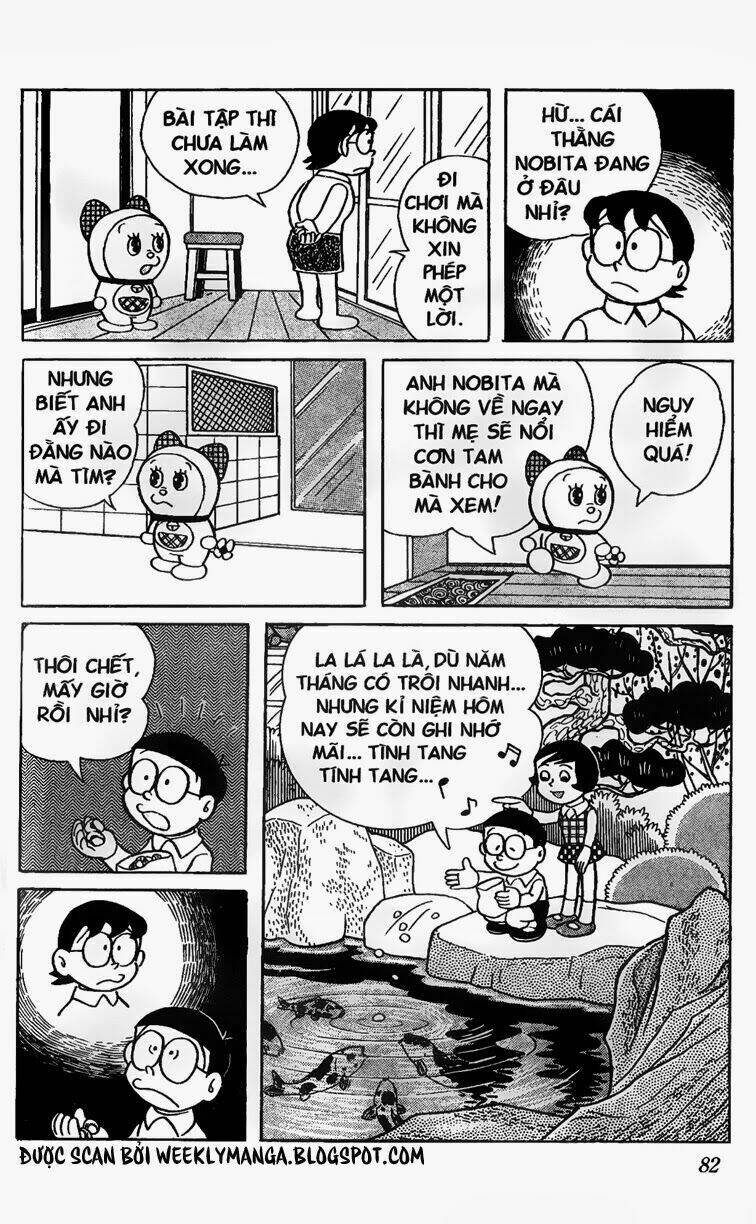 BÀI TẬP THÌ
CHƯA LÀM
XONG...
ĐI
CHƠI MÀ
KHÔNG
XIN
PHÉP
MỘT
LỜI.
HỪ... CÁI
THẰNG
NOBITA ĐANG
Ở ĐÂU
NHỈ?
NHƯNG
BIẾT ANH
ẤY ĐI
ĐẰNG NÀO
MÀ TÌM?
ANH NOBITA MÀ
KHÔNG VỀ NGAY
THÌ MẸ SẼ NỔI
CƠN TAM
BÀNH CHO
MÀ XEM!
NGUY
HIỂM
QUÁ!
THÔI CHẾT,
MẤY GIỜ
RỒI NHỈ?
LA LÁ LA LÀ, DÙ NĂM
THÁNG CÓ TRÔI NHANH...
NHƯNG KỈ NIỆM HÔM
NAY SẼ CÒN GHI NHỚ
MÃI... TÌNH TANG
TÍNH TANG...
ĐƯỢC SCAN BỞI WEEKLYMANGA.BLOGSPOT.COM
82